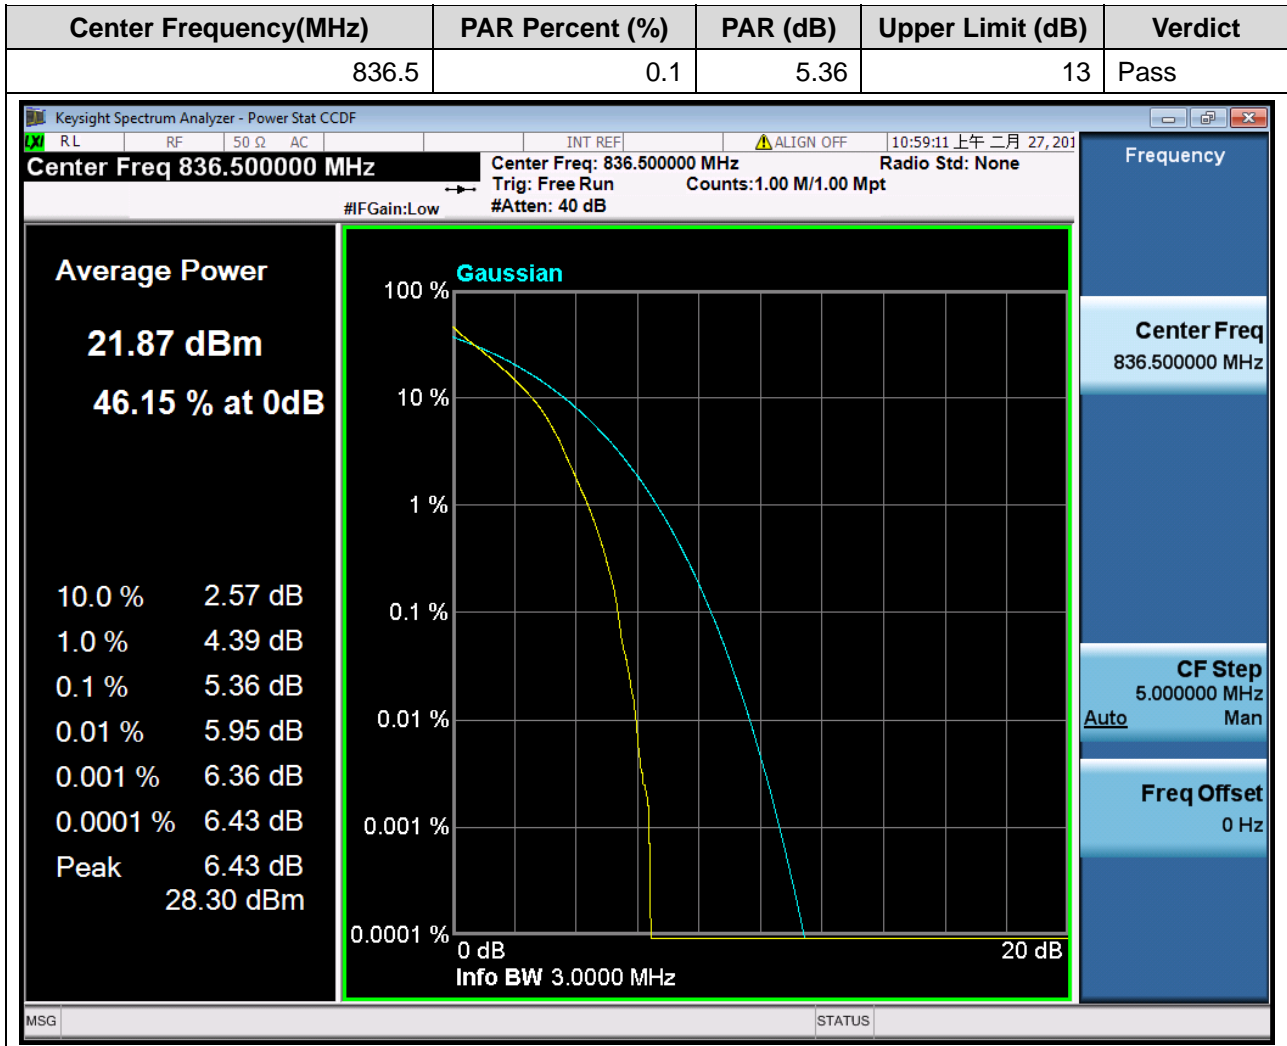 Center Frequency(MHz) PAR Percent (%) PAR (dB) Upper Limit (dB) Verdict
836.5 0.1 5.36 13 Pass
Keysight Spectrum Analyzer - Power Stat CCDF
LXI RL RF 50 Ω AC INT REF ALIGN OFF 10:59:11 上午 二月 27, 201
Center Freq 836.500000 MHz
Center Freq: 836.500000 MHz Radio Std: None
Trig: Free Run Counts:1.00 M/1.00 Mpt
#IFGain:Low #Atten: 40 dB
Average Power
21.87 dBm
46.15 % at 0dB
10.0 % 2.57 dB
1.0 % 4.39 dB
0.1 % 5.36 dB
0.01 % 5.95 dB
0.001 % 6.36 dB
0.0001 % 6.43 dB
Peak 6.43 dB
28.30 dBm
Gaussian
100 %
10 %
1 %
0.1 %
0.01 %
0.001 %
0.0001 %
0 dB 20 dB
Info BW 3.0000 MHz
Frequency
Center Freq
836.500000 MHz
CF Step
5.000000 MHz
Auto Man
Freq Offset
0 Hz
MSG STATUS